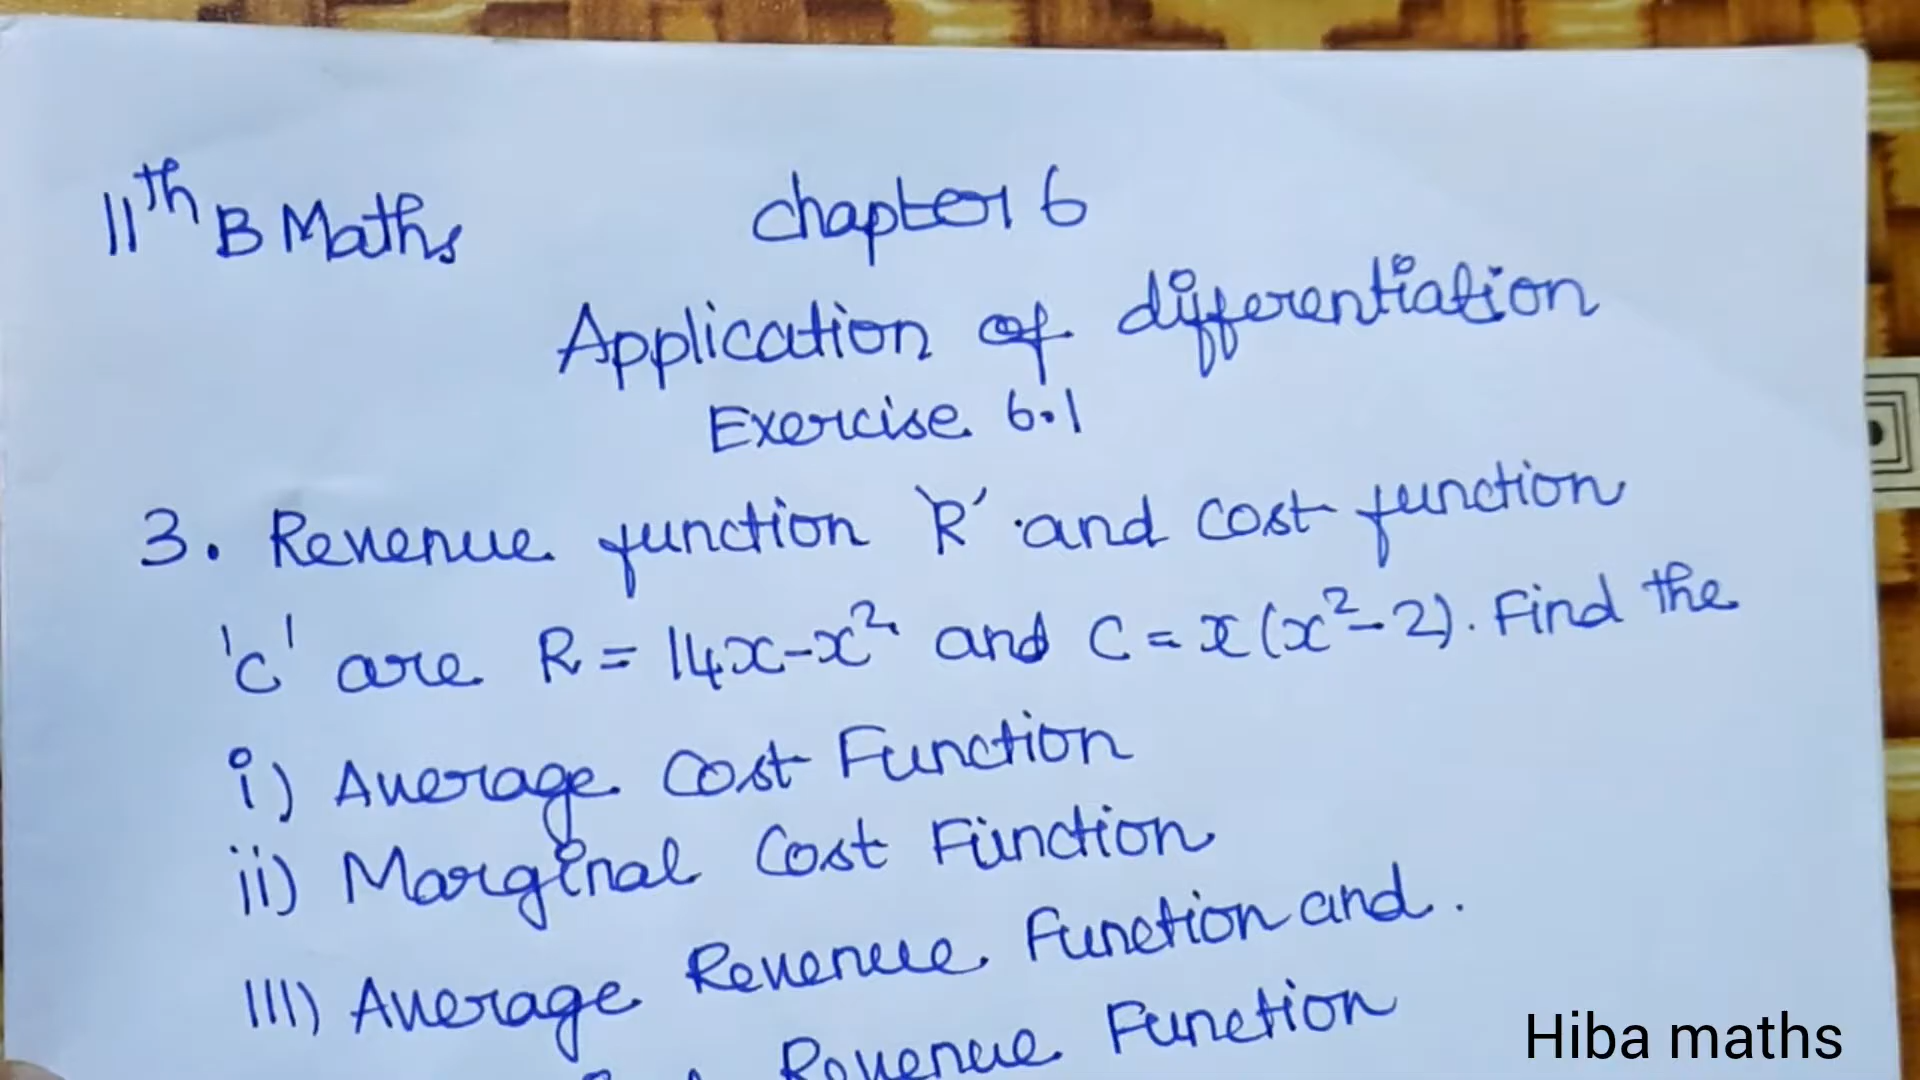 11th B Maths chapter 6
Application of differentiation
Exercise 6.1
3. Revenue function 'R' and cost function
'c' are R = 14x-x² and C = x(x²-2). Find the
i) Average Cost Function
ii) Marginal Cost Function
III) Average Revenue Function and.
Revenue Function
Hiba maths